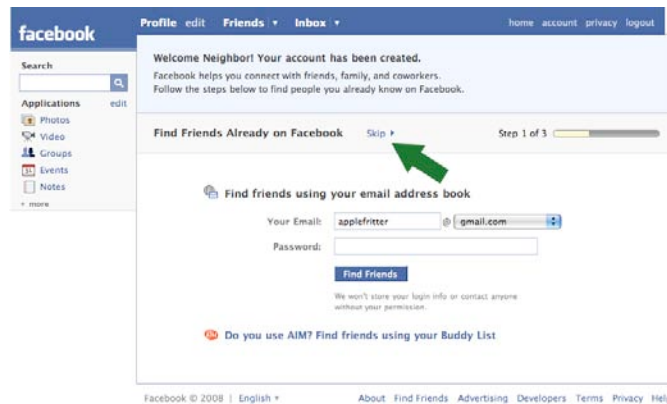 facebook
Profile edit Friends Inbox
home account privacy logout
Search
Applications edit
Photos
Video
Groups
Events
Notes
+ more
Welcome Neighbor! Your account has been created.
Facebook helps you connect with friends, family, and coworkers.
Follow the steps below to find people you already know on Facebook.
Find Friends Already on Facebook Skip Step 1 of 3
Find friends using your email address book
Your Email: applefritter @ gmail.com
Password:
Find Friends
We won't store your login info or contact anyone
without your permission.
Do you use AIM? Find friends using your Buddy List
Facebook © 2008 | English
About Find Friends Advertising Developers Terms Privacy